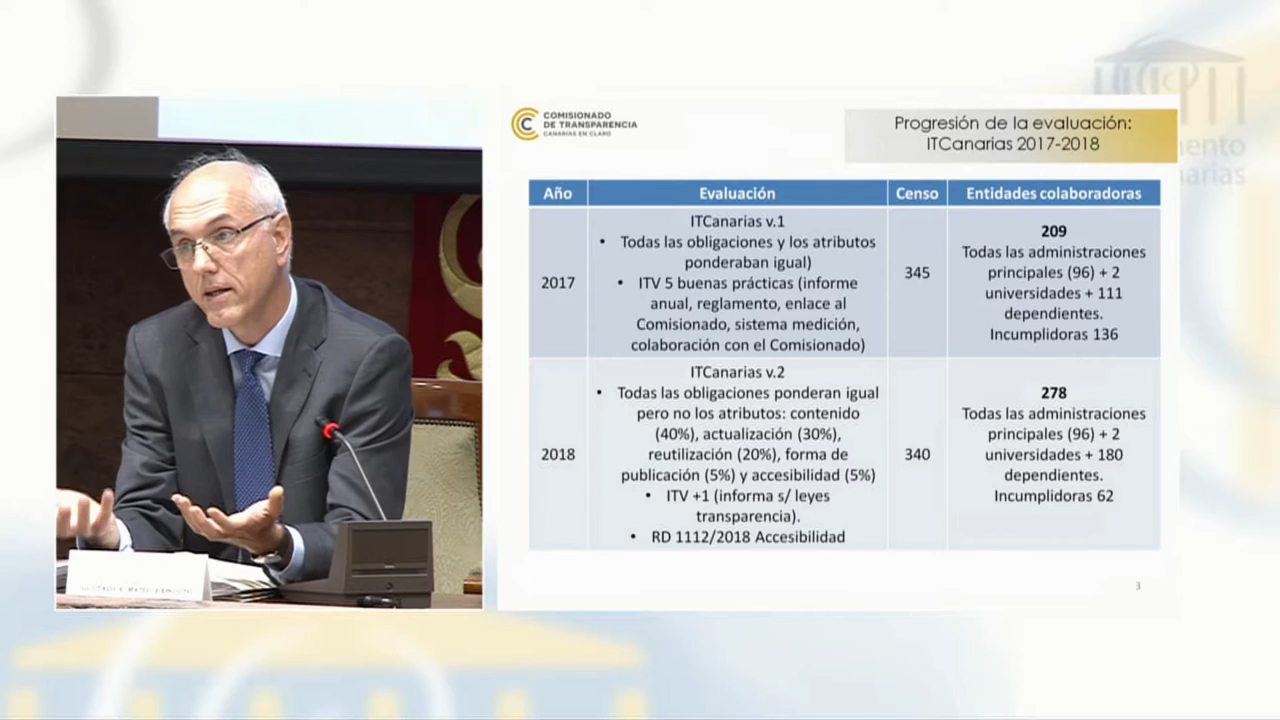 COMISIONADO
DE TRANSPARENCIA
CANARIAS EN CLARO
Progresión de la evaluación:
ITCanarias 2017-2018
Año
Evaluación
Censo
Entidades colaboradoras
2017
ITCanarias v.1
• Todas las obligaciones y los atributos
ponderaban igual)
• ITV 5 buenas prácticas (informe
anual, reglamento, enlace al
Comisionado, sistema medición,
colaboración con el Comisionado)
345
209
Todas las administraciones
principales (96) + 2
universidades + 111
dependientes.
Incumplidoras 136
2018
ITCanarias v.2
• Todas las obligaciones ponderan igual
pero no los atributos: contenido
(40%), actualización (30%),
reutilización (20%), forma de
publicación (5%) y accesibilidad (5%)
• ITV +1 (informa s/ leyes
transparencia).
• RD 1112/2018 Accesibilidad
340
278
Todas las administraciones
principales (96) + 2
universidades + 180
dependientes.
Incumplidoras 62
3